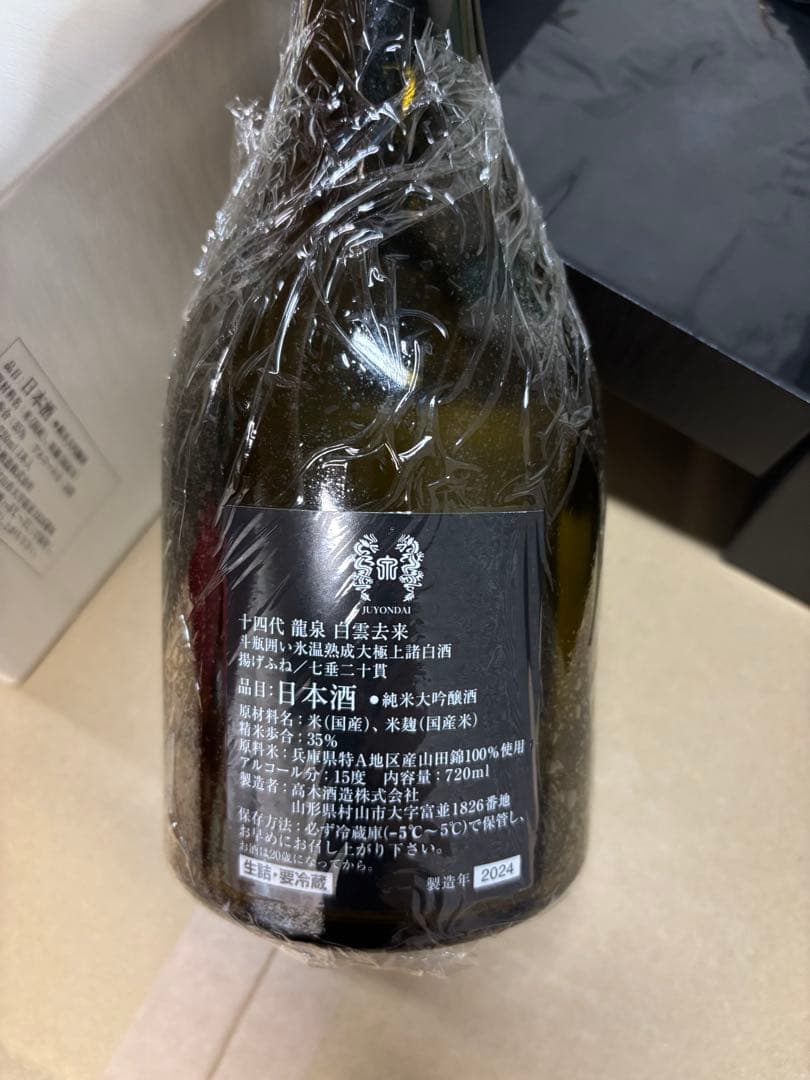 JUYONDAI
十四代 龍泉 白雲去来
斗瓶囲い氷温熟成大極上諸白酒
揚げふね／七垂二十貫
品目：日本酒 ●純米大吟醸酒
原材料名：米（国産）、米麹（国産米）
精米歩合：35％
原料米：兵庫県特A地区産山田錦100％使用
アルコール分：15度 内容量：720ml
製造者：高木酒造株式会社
山形県村山市大字富並1826番地
保存方法：必ず冷蔵庫（-5℃～5℃）で保管し、
お早めにお召し上がり下さい。
お酒は20歳になってから。
生詰・要冷蔵
製造年 2024
品目：日本酒